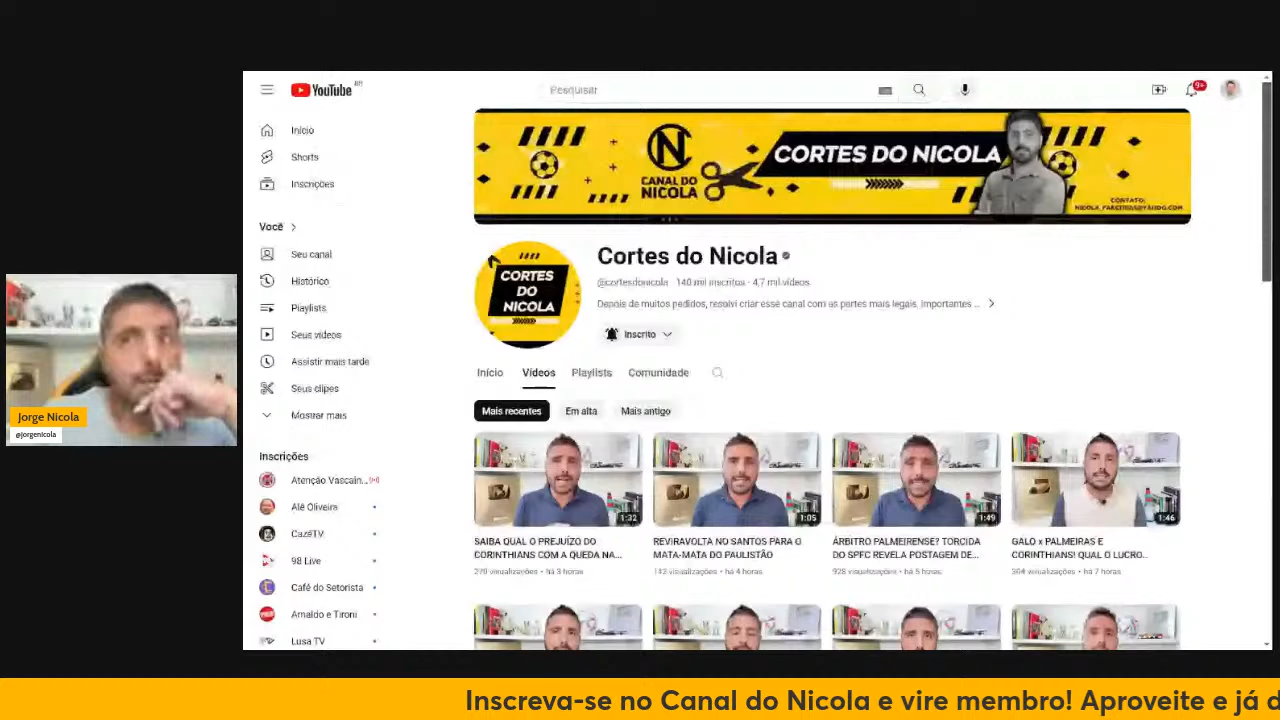 YouTube
Pesquisar
9+
Início
Shorts
Inscrições
Você
Seu canal
Histórico
Playlists
Seus vídeos
Assistir mais tarde
Seus clipes
Mostrar mais
Inscrições
Atenção Vascain...
Alê Oliveira
CazéTV
98 Live
Café do Setorista
Arnaldo e Tironi
Lusa TV
N
CANAL DO
NICOLA
CORTES DO NICOLA
CONTATO:
CORTES
DO
NICOLA
Cortes do Nicola
@cortesdonicola 140 mil inscritos · 4,7 mil vídeos
Depois de muitos pedidos, resolvi criar esse canal com os cortes mais legais, importantes ...
Inscrito
Início Vídeos Playlists Comunidade
Mais recentes Em alta Mais antigo
1:32
1:05
1:49
1:46
SAIBA QUAL O PREJUÍZO DO
CORINTHIANS COM A QUEDA NA...
visualizações • há 3 horas
REVIRAVOLTA NO SANTOS PARA O
MATA-MATA DO PAULISTÃO
visualizações • há 4 horas
ÁRBITRO PALMEIRENSE? TORCIDA
DO SPFC REVELA POSTAGEM DE...
928 visualizações • há 5 horas
GALO x PALMEIRAS E
CORINTHIANS! QUAL O LUCRO...
visualizações • há 7 horas
Jorge Nicola
@jorgenicola
Inscreva-se no Canal do Nicola e vire membro! Aproveite e já d